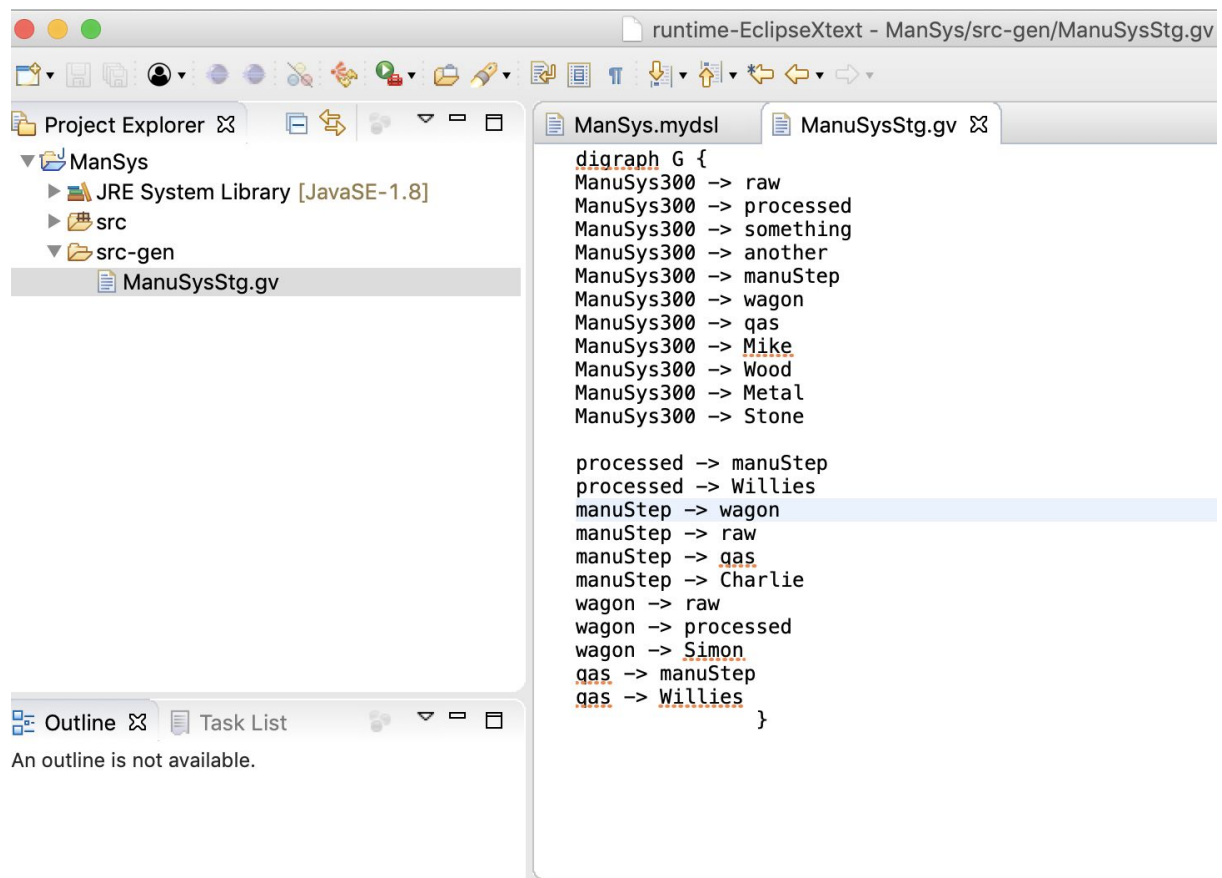 runtime-EclipseXtext - ManSys/src-gen/ManuSysStg.gv
Project Explorer
ManSys
JRE System Library [JavaSE-1.8]
src
src-gen
ManuSysStg.gv
Outline
Task List
An outline is not available.
ManSys.mydsl
ManuSysStg.gv
digraph G {
ManuSys300 -> raw
ManuSys300 -> processed
ManuSys300 -> something
ManuSys300 -> another
ManuSys300 -> manuStep
ManuSys300 -> wagon
ManuSys300 -> qas
ManuSys300 -> Mike
ManuSys300 -> Wood
ManuSys300 -> Metal
ManuSys300 -> Stone
processed -> manuStep
processed -> Willies
manuStep -> wagon
manuStep -> raw
manuStep -> qas
manuStep -> Charlie
wagon -> raw
wagon -> processed
wagon -> Simon
qas -> manuStep
qas -> Willies
}